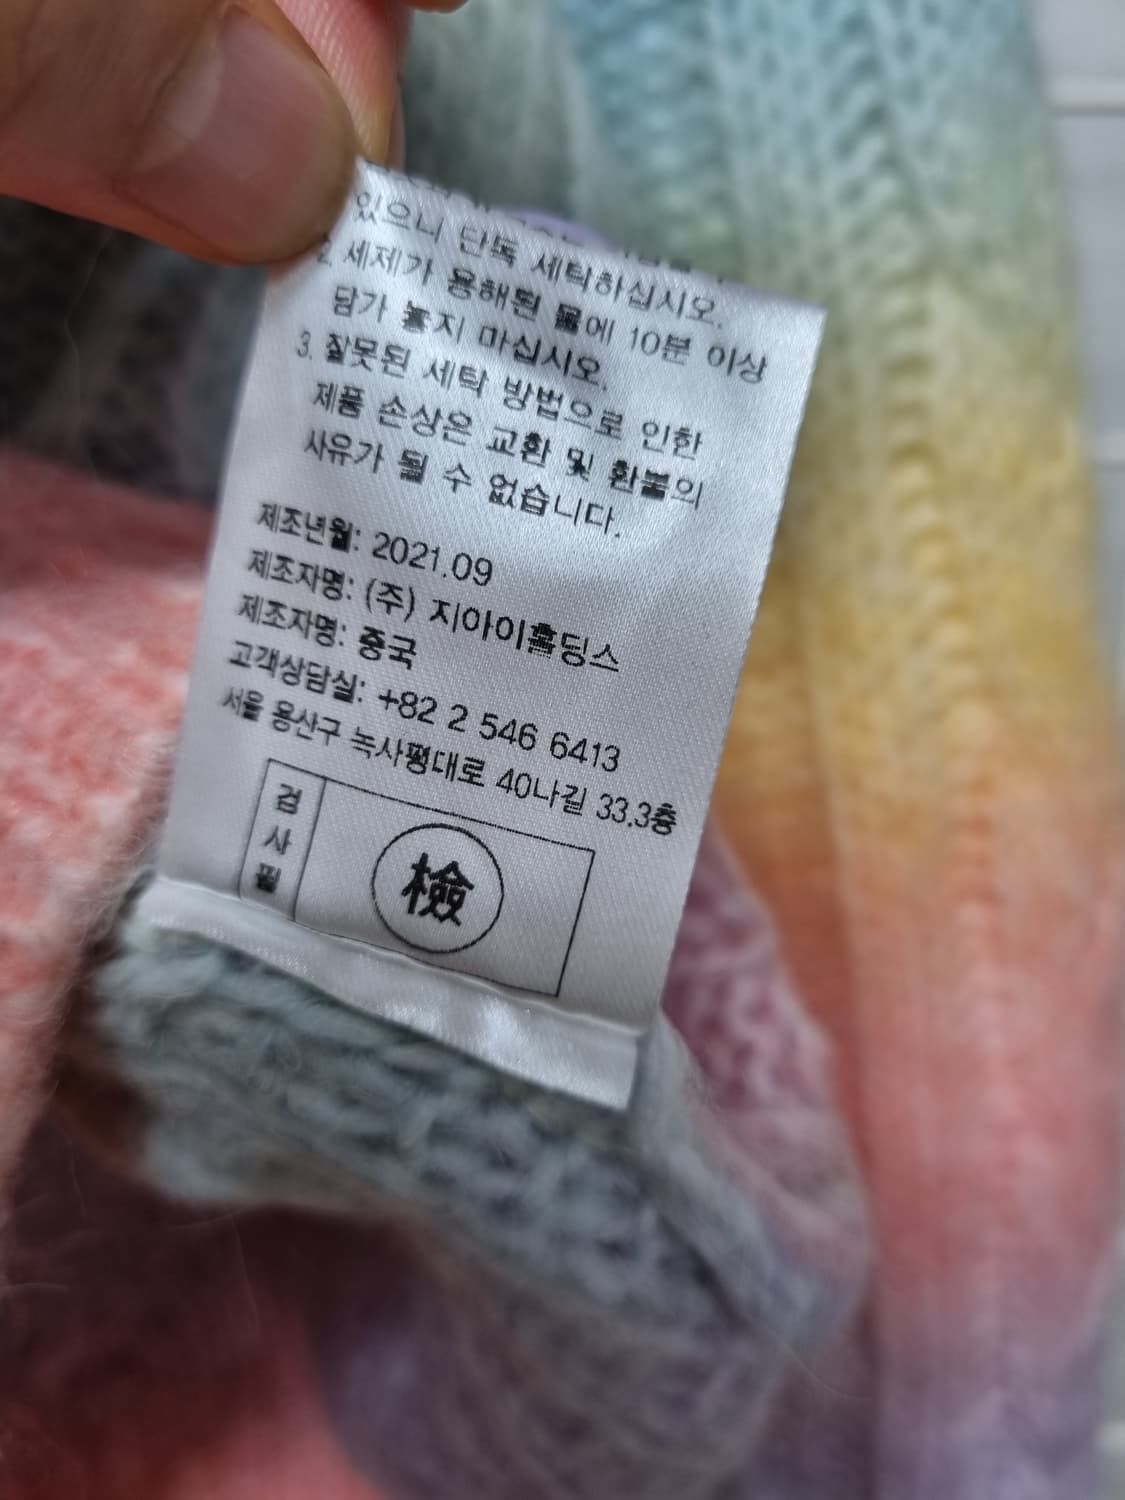 있으니 단독 세탁하십시오.
2. 세제가 용해된 물에 10분 이상
담가 놓지 마십시오.
3. 잘못된 세탁 방법으로 인한
제품 손상은 교환 및 환불의
사유가 될 수 없습니다.
제조년월: 2021.09
제조자명: (주) 지아이홀딩스
제조자명: 중국
고객상담실: +82 2 546 6413
서울 용산구 녹사평대로 40나길 33.3층
검사필
檢